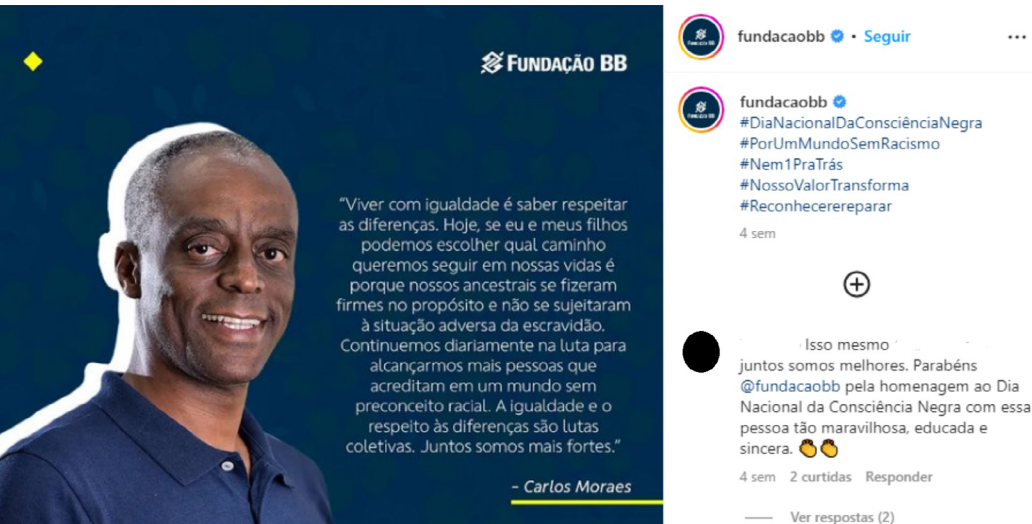 FUNDAÇÃO BB
“Viver com igualdade é saber respeitar
as diferenças. Hoje, se eu e meus filhos
podemos escolher qual caminho
queremos seguir em nossas vidas é
porque nossos ancestrais se fizeram
firmes no propósito e não se sujeitaram
à situação adversa da escravidão.
Continuemos diariamente na luta para
alcançarmos mais pessoas que
acreditam em um mundo sem
preconceito racial. A igualdade e o
respeito às diferenças são lutas
coletivas. Juntos somos mais fortes.”
– Carlos Moraes
fundacaobb • Seguir
fundacaobb
#DiaNacionalDaConsciênciaNegra
#PorUmMundoSemRacismo
#Nem1PraTrás
#NossoValorTransforma
#Reconhecerereparar
4 sem
Isso mesmo
juntos somos melhores. Parabéns
@fundacaobb pela homenagem ao Dia
Nacional da Consciência Negra com essa
pessoa tão maravilhosa, educada e
sincera. 👏👏
4 sem 2 curtidas Responder
Ver respostas (2)